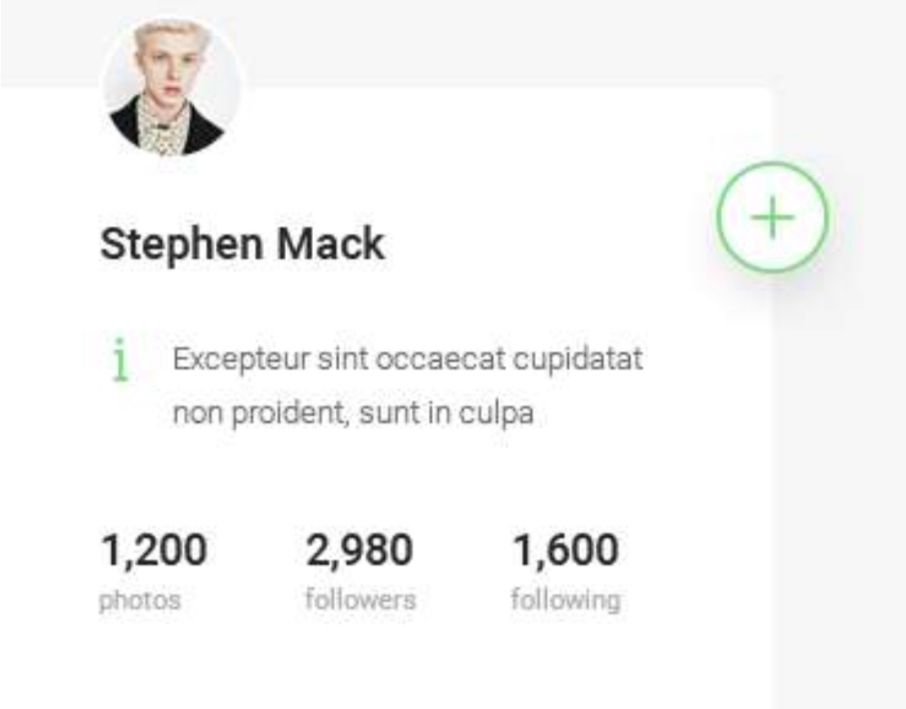 Stephen Mack
i
Excepteur sint occaecat cupidatat
non proident, sunt in culpa
1,200 2,980 1,600
photos followers following